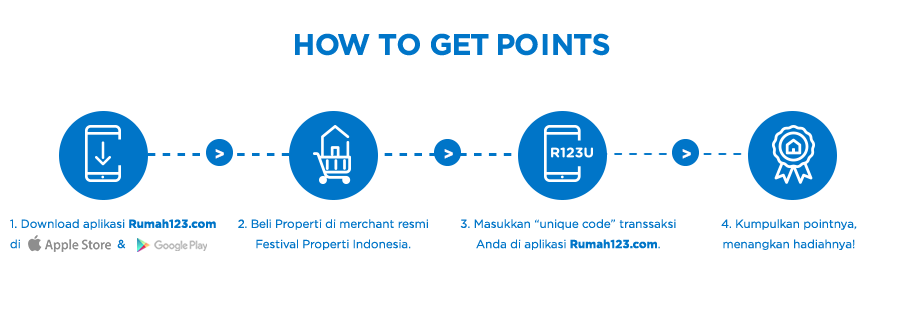 HOW TO GET POINTS
>
>
R123U
>
1. Download aplikasi Rumah123.com
di Apple Store & Google Play
2. Beli Properti di merchant resmi
Festival Properti Indonesia.
3. Masukkan “unique code” transsaksi
Anda di aplikasi Rumah123.com.
4. Kumpulkan pointnya,
menangkan hadiahnya!